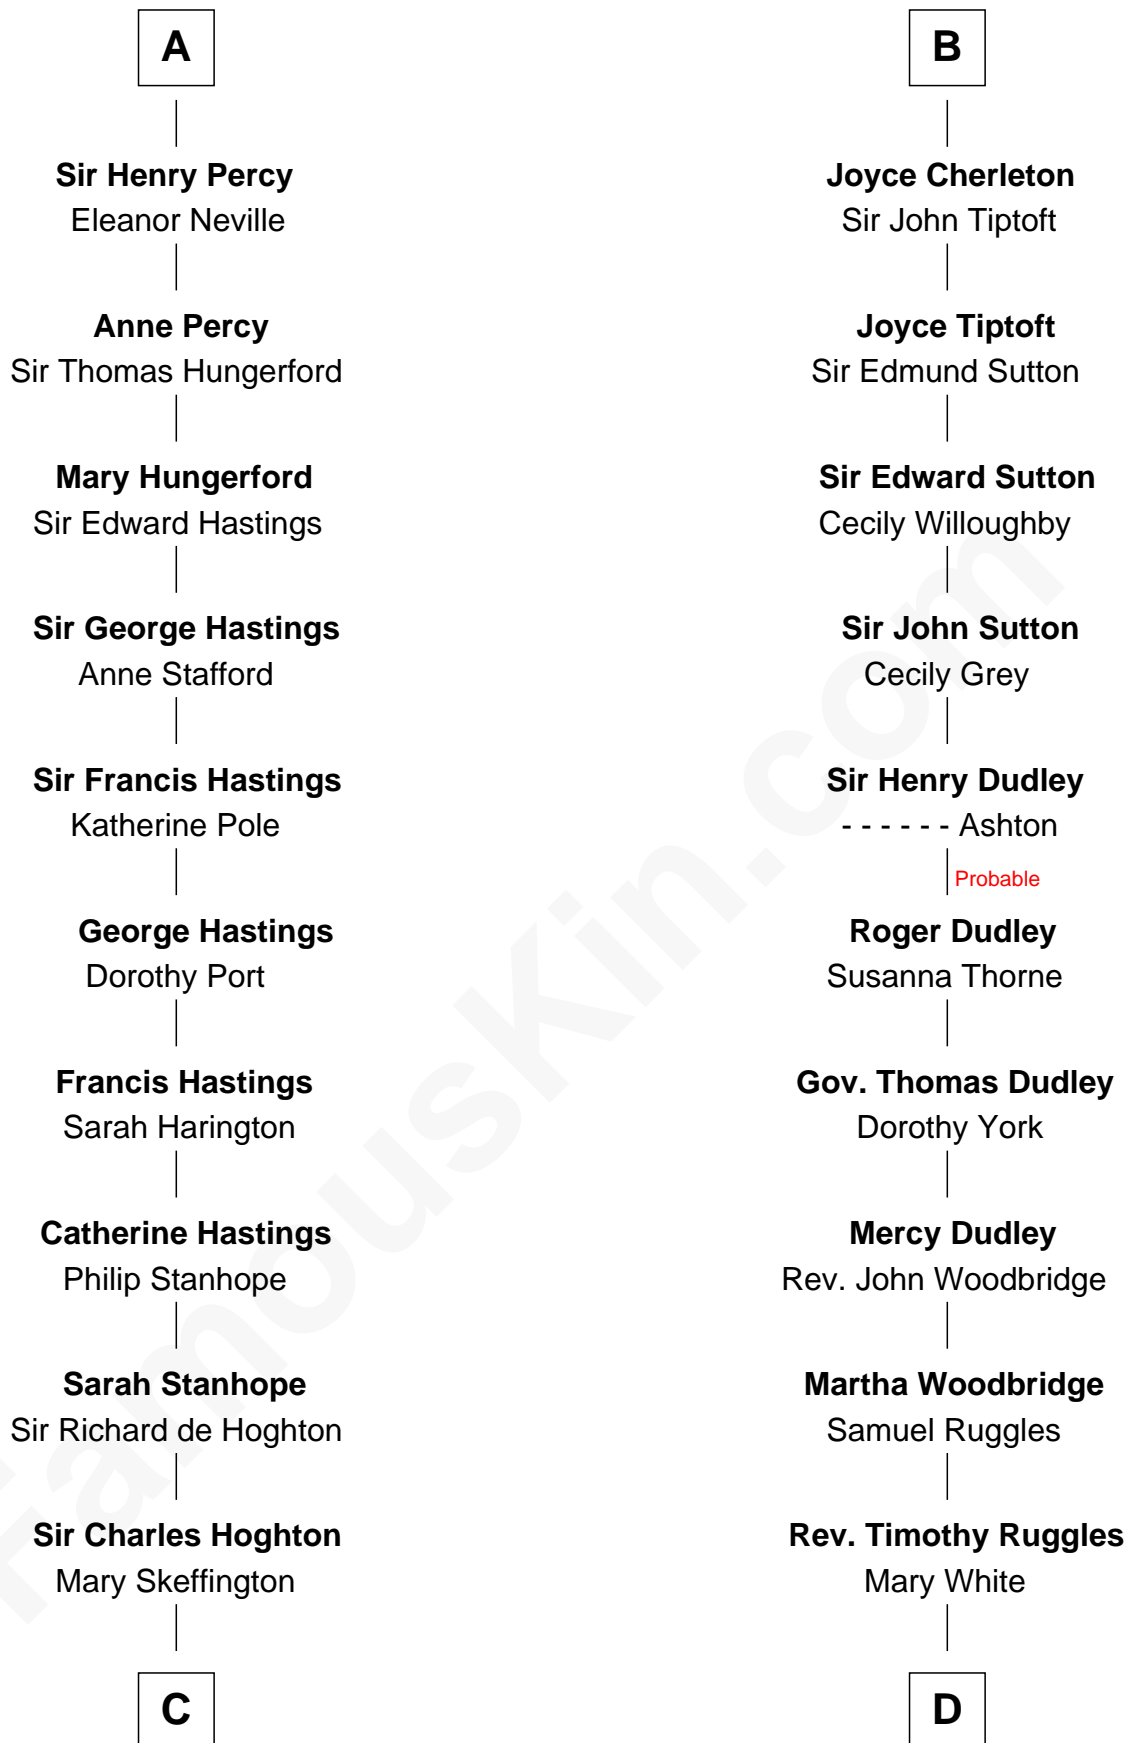 A
Sir Henry Percy
Eleanor Neville
Anne Percy
Sir Thomas Hungerford
Mary Hungerford
Sir Edward Hastings
Sir George Hastings
Anne Stafford
Sir Francis Hastings
Katherine Pole
George Hastings
Dorothy Port
Francis Hastings
Sarah Harington
Catherine Hastings
Philip Stanhope
Sarah Stanhope
Sir Richard de Hoghton
Sir Charles Hoghton
Mary Skeffington
C
B
Joyce Cherleton
Sir John Tiptoft
Joyce Tiptoft
Sir Edmund Sutton
Sir Edward Sutton
Cecily Willoughby
Sir John Sutton
Cecily Grey
Sir Henry Dudley
- - - - - - Ashton
Probable
Roger Dudley
Susanna Thorne
Gov. Thomas Dudley
Dorothy York
Mercy Dudley
Rev. John Woodbridge
Martha Woodbridge
Samuel Ruggles
Rev. Timothy Ruggles
Mary White
D
FamousKin.com